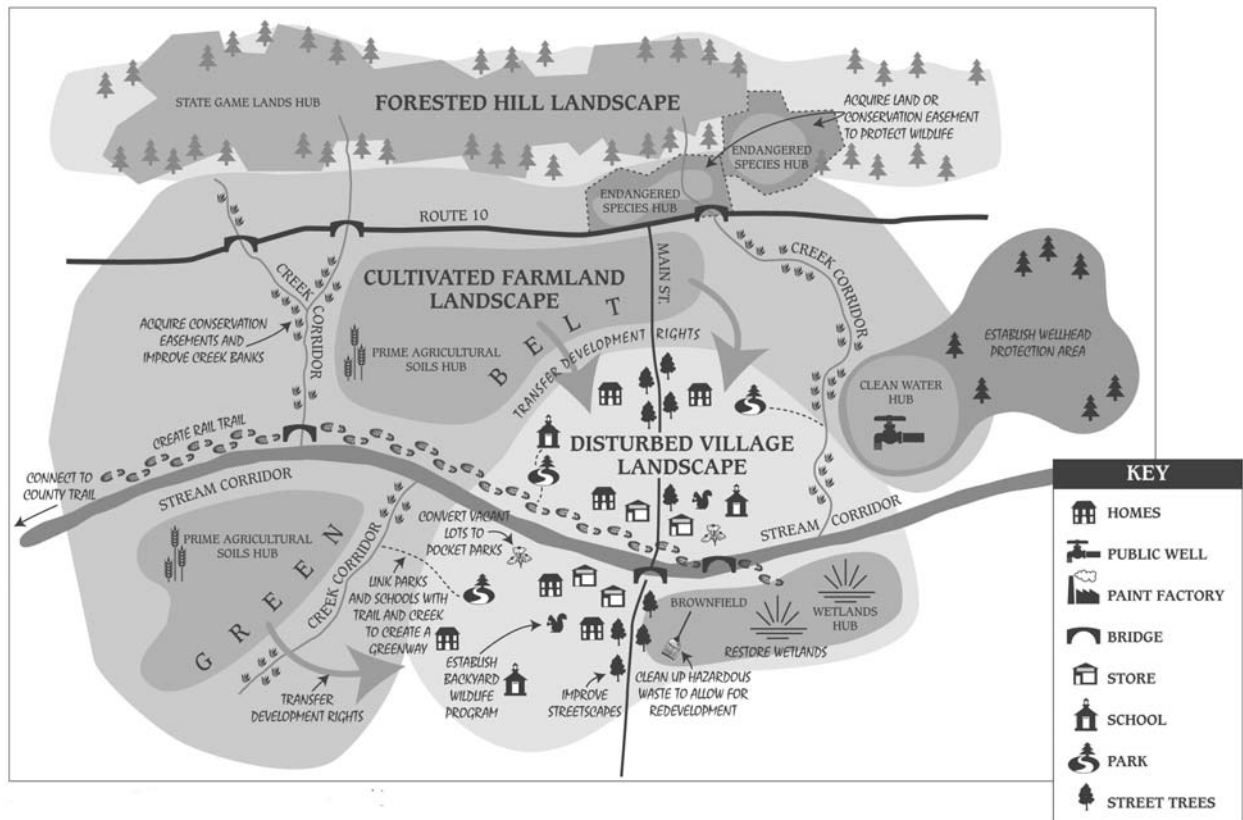 STATE GAME LANDS HUB
FORESTED HILL LANDSCAPE
ACQUIRE LAND OR
CONSERVATION EASEMENT
TO PROTECT WILDLIFE
ENDANGERED
SPECIES HUB
ENDANGERED
SPECIES HUB
ROUTE 10
MAIN ST.
CREEK CORRIDOR
CREEK CORRIDOR
CULTIVATED FARMLAND
LANDSCAPE
ACQUIRE CONSERVATION
EASEMENTS AND
IMPROVE CREEK BANKS
PRIME AGRICULTURAL
SOILS HUB
GREEN BELT
TRANSFER DEVELOPMENT RIGHTS
ESTABLISH WELLHEAD
PROTECTION AREA
CLEAN WATER
HUB
CREATE RAIL TRAIL
CONNECT TO
COUNTY TRAIL
STREAM CORRIDOR
DISTURBED VILLAGE
LANDSCAPE
STREAM CORRIDOR
PRIME AGRICULTURAL
SOILS HUB
CREEK CORRIDOR
CONVERT VACANT
LOTS TO
POCKET PARKS
LINK PARKS
AND SCHOOLS WITH
TRAIL AND CREEK
TO CREATE A
GREENWAY
BROWNFIELD
WETLANDS
HUB
RESTORE WETLANDS
TRANSFER
DEVELOPMENT RIGHTS
ESTABLISH
BACKYARD
WILDLIFE
PROGRAM
IMPROVE
STREETSCAPES
CLEAN UP HAZARDOUS
WASTE TO ALLOW FOR
REDEVELOPMENT
KEY
HOMES
PUBLIC WELL
PAINT FACTORY
BRIDGE
STORE
SCHOOL
PARK
STREET TREES